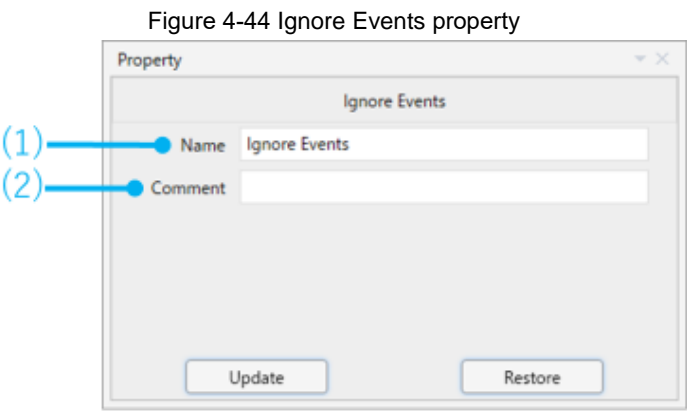 Figure 4-44 Ignore Events property
Property
Ignore Events
(1) Name Ignore Events
(2) Comment
Update Restore